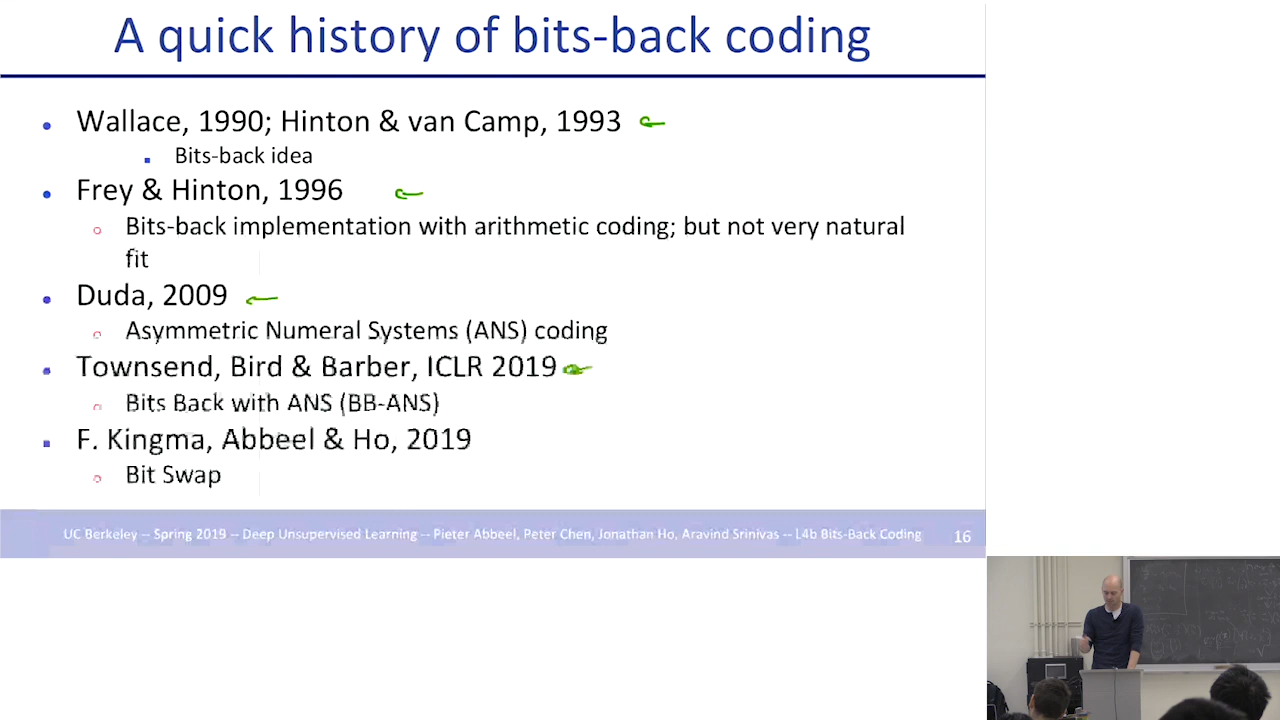 A quick history of bits-back coding
Wallace, 1990; Hinton & van Camp, 1993
Bits-back idea
Frey & Hinton, 1996
Bits-back implementation with arithmetic coding; but not very natural
fit
Duda, 2009
Asymmetric Numeral Systems (ANS) coding
Townsend, Bird & Barber, ICLR 2019
Bits Back with ANS (BB-ANS)
F. Kingma, Abbeel & Ho, 2019
Bit Swap
UC Berkeley -- Spring 2019 -- Deep Unsupervised Learning -- Pieter Abbeel, Peter Chen, Jonathan Ho, Aravind Srinivas -- L4b Bits-Back Coding 16